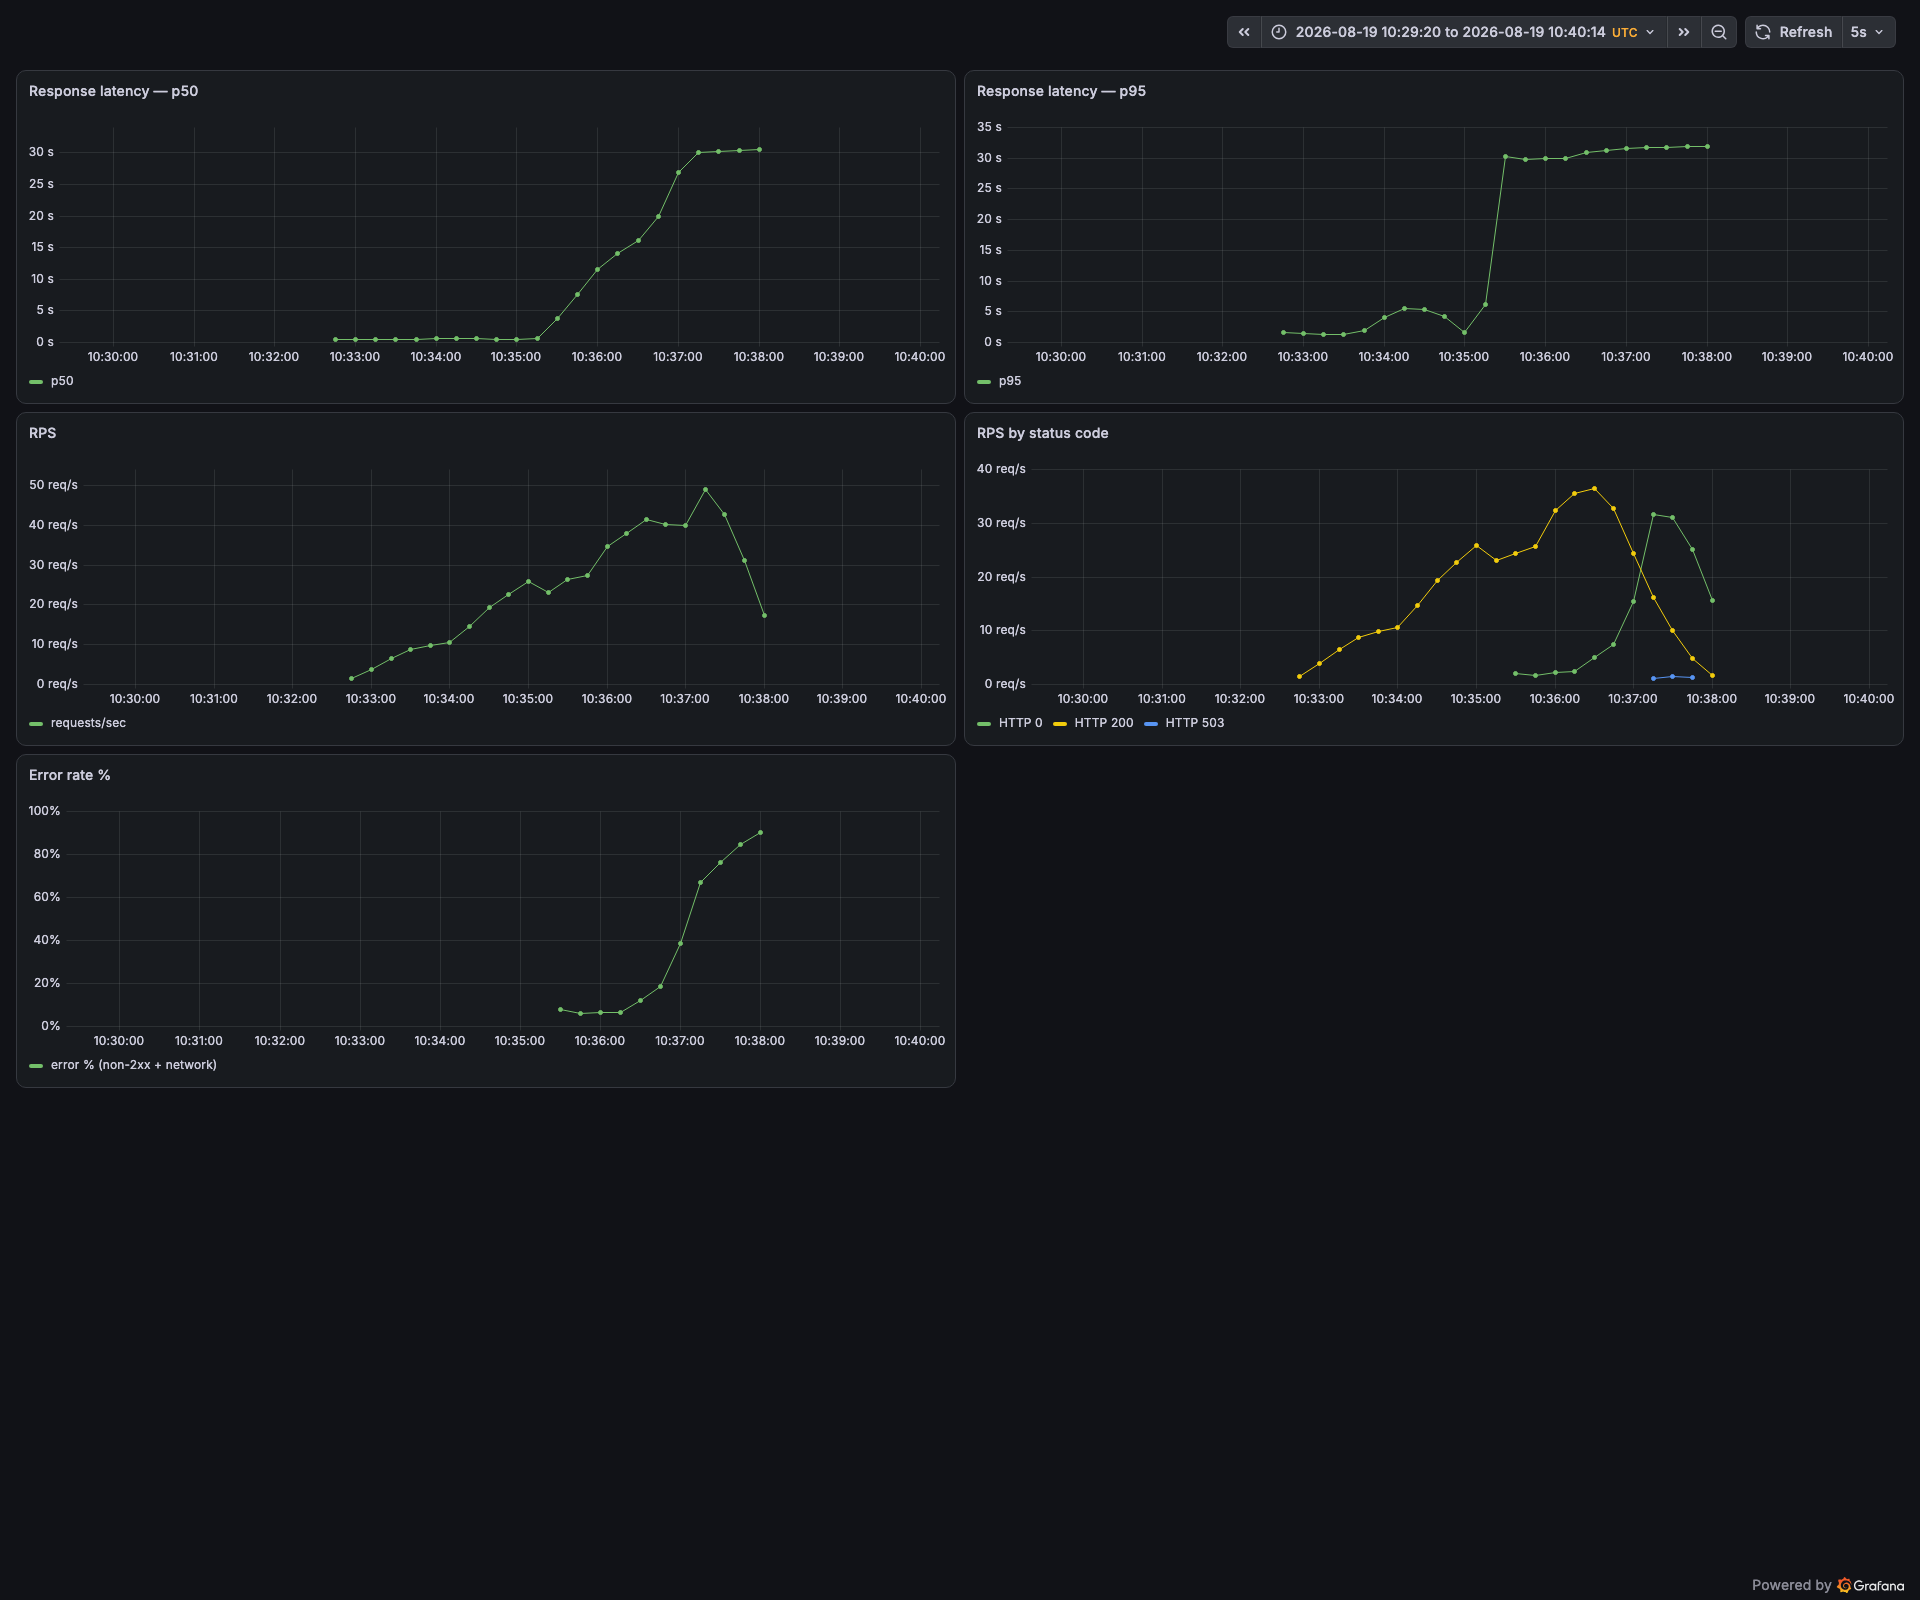 2026-08-19 10:29:20 to 2026-08-19 10:40:14 UTC
Refresh
5s
Response latency — p50
30 s
25 s
20 s
15 s
10 s
5 s
0 s
10:30:00 10:31:00 10:32:00 10:33:00 10:34:00 10:35:00 10:36:00 10:37:00 10:38:00 10:39:00 10:40:00
p50
Response latency — p95
35 s
30 s
25 s
20 s
15 s
10 s
5 s
0 s
10:30:00 10:31:00 10:32:00 10:33:00 10:34:00 10:35:00 10:36:00 10:37:00 10:38:00 10:39:00 10:40:00
p95
RPS
50 req/s
40 req/s
30 req/s
20 req/s
10 req/s
0 req/s
10:30:00 10:31:00 10:32:00 10:33:00 10:34:00 10:35:00 10:36:00 10:37:00 10:38:00 10:39:00 10:40:00
requests/sec
RPS by status code
40 req/s
30 req/s
20 req/s
10 req/s
0 req/s
10:30:00 10:31:00 10:32:00 10:33:00 10:34:00 10:35:00 10:36:00 10:37:00 10:38:00 10:39:00 10:40:00
HTTP 0 HTTP 200 HTTP 503
Error rate %
100%
80%
60%
40%
20%
0%
10:30:00 10:31:00 10:32:00 10:33:00 10:34:00 10:35:00 10:36:00 10:37:00 10:38:00 10:39:00 10:40:00
error % (non-2xx + network)
Powered by Grafana